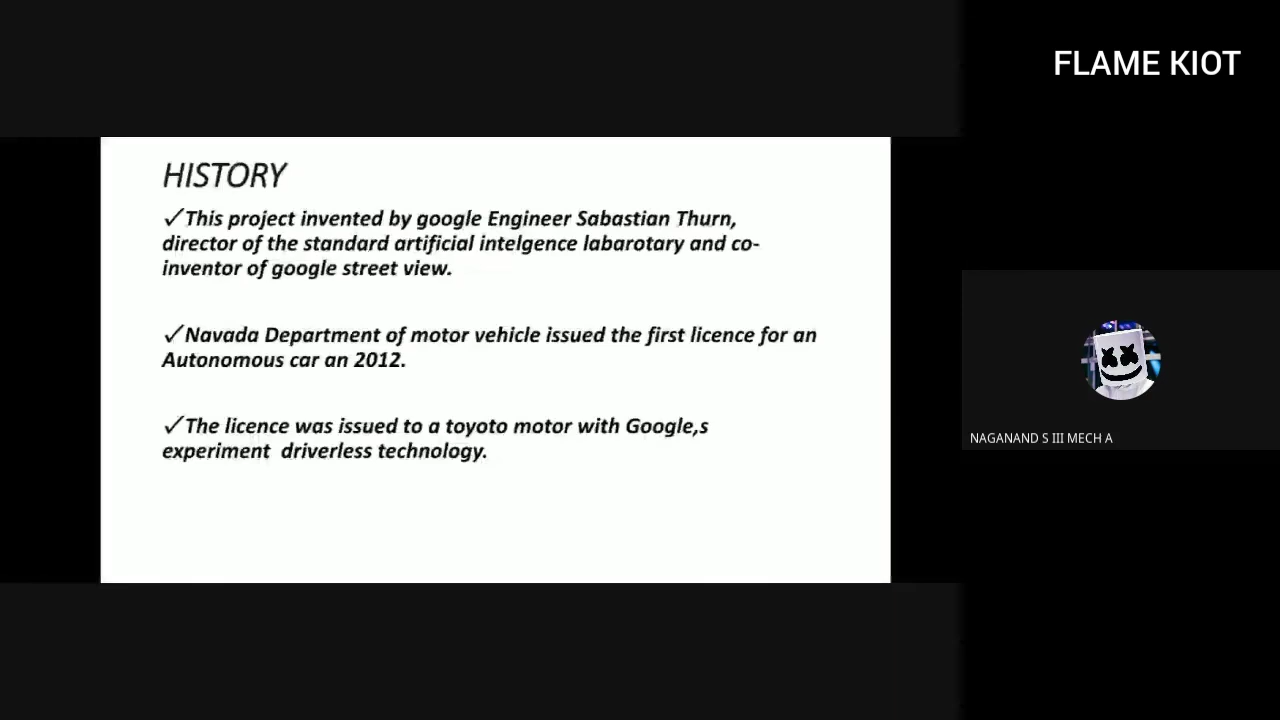 FLAME KIOT
HISTORY
✓This project invented by google Engineer Sabastian Thurn,
director of the standard artificial intelgence labarotary and co-
inventor of google street view.
✓Navada Department of motor vehicle issued the first licence for an
Autonomous car an 2012.
✓The licence was issued to a toyoto motor with Google,s
experiment  driverless technology.
NAGANAND S III MECH A